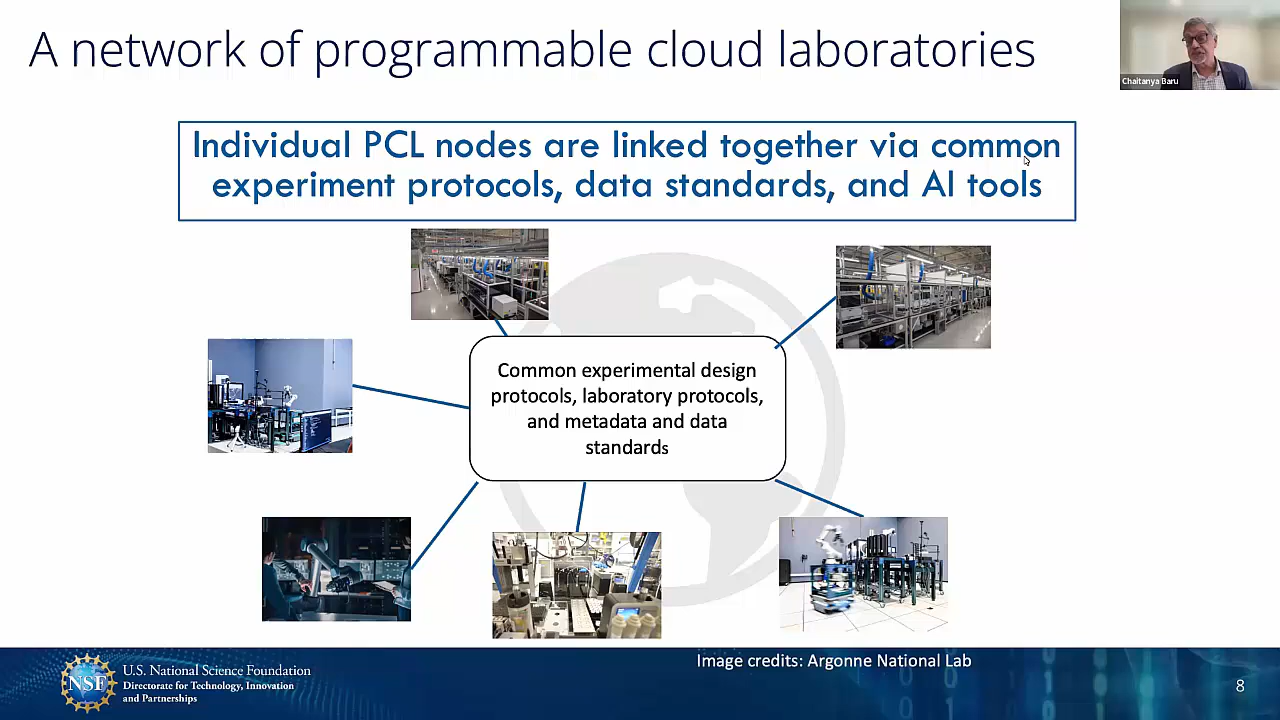 A network of programmable cloud laboratories
Chaitanya Baru
Individual PCL nodes are linked together via common
experiment protocols, data standards, and AI tools
Common experimental design
protocols, laboratory protocols,
and metadata and data
standards
Image credits: Argonne National Lab
NSF
U.S. National Science Foundation
Directorate for Technology, Innovation
and Partnerships
8